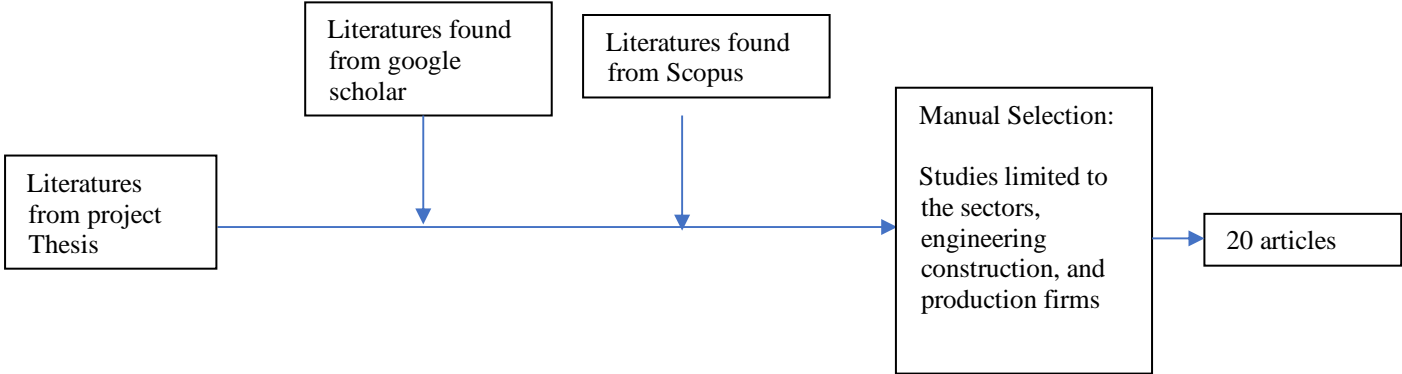 Literatures found
from google
scholar
Literatures found
from Scopus
Literatures
from project
Thesis
Manual Selection:
Studies limited to
the sectors,
engineering
construction, and
production firms
20 articles